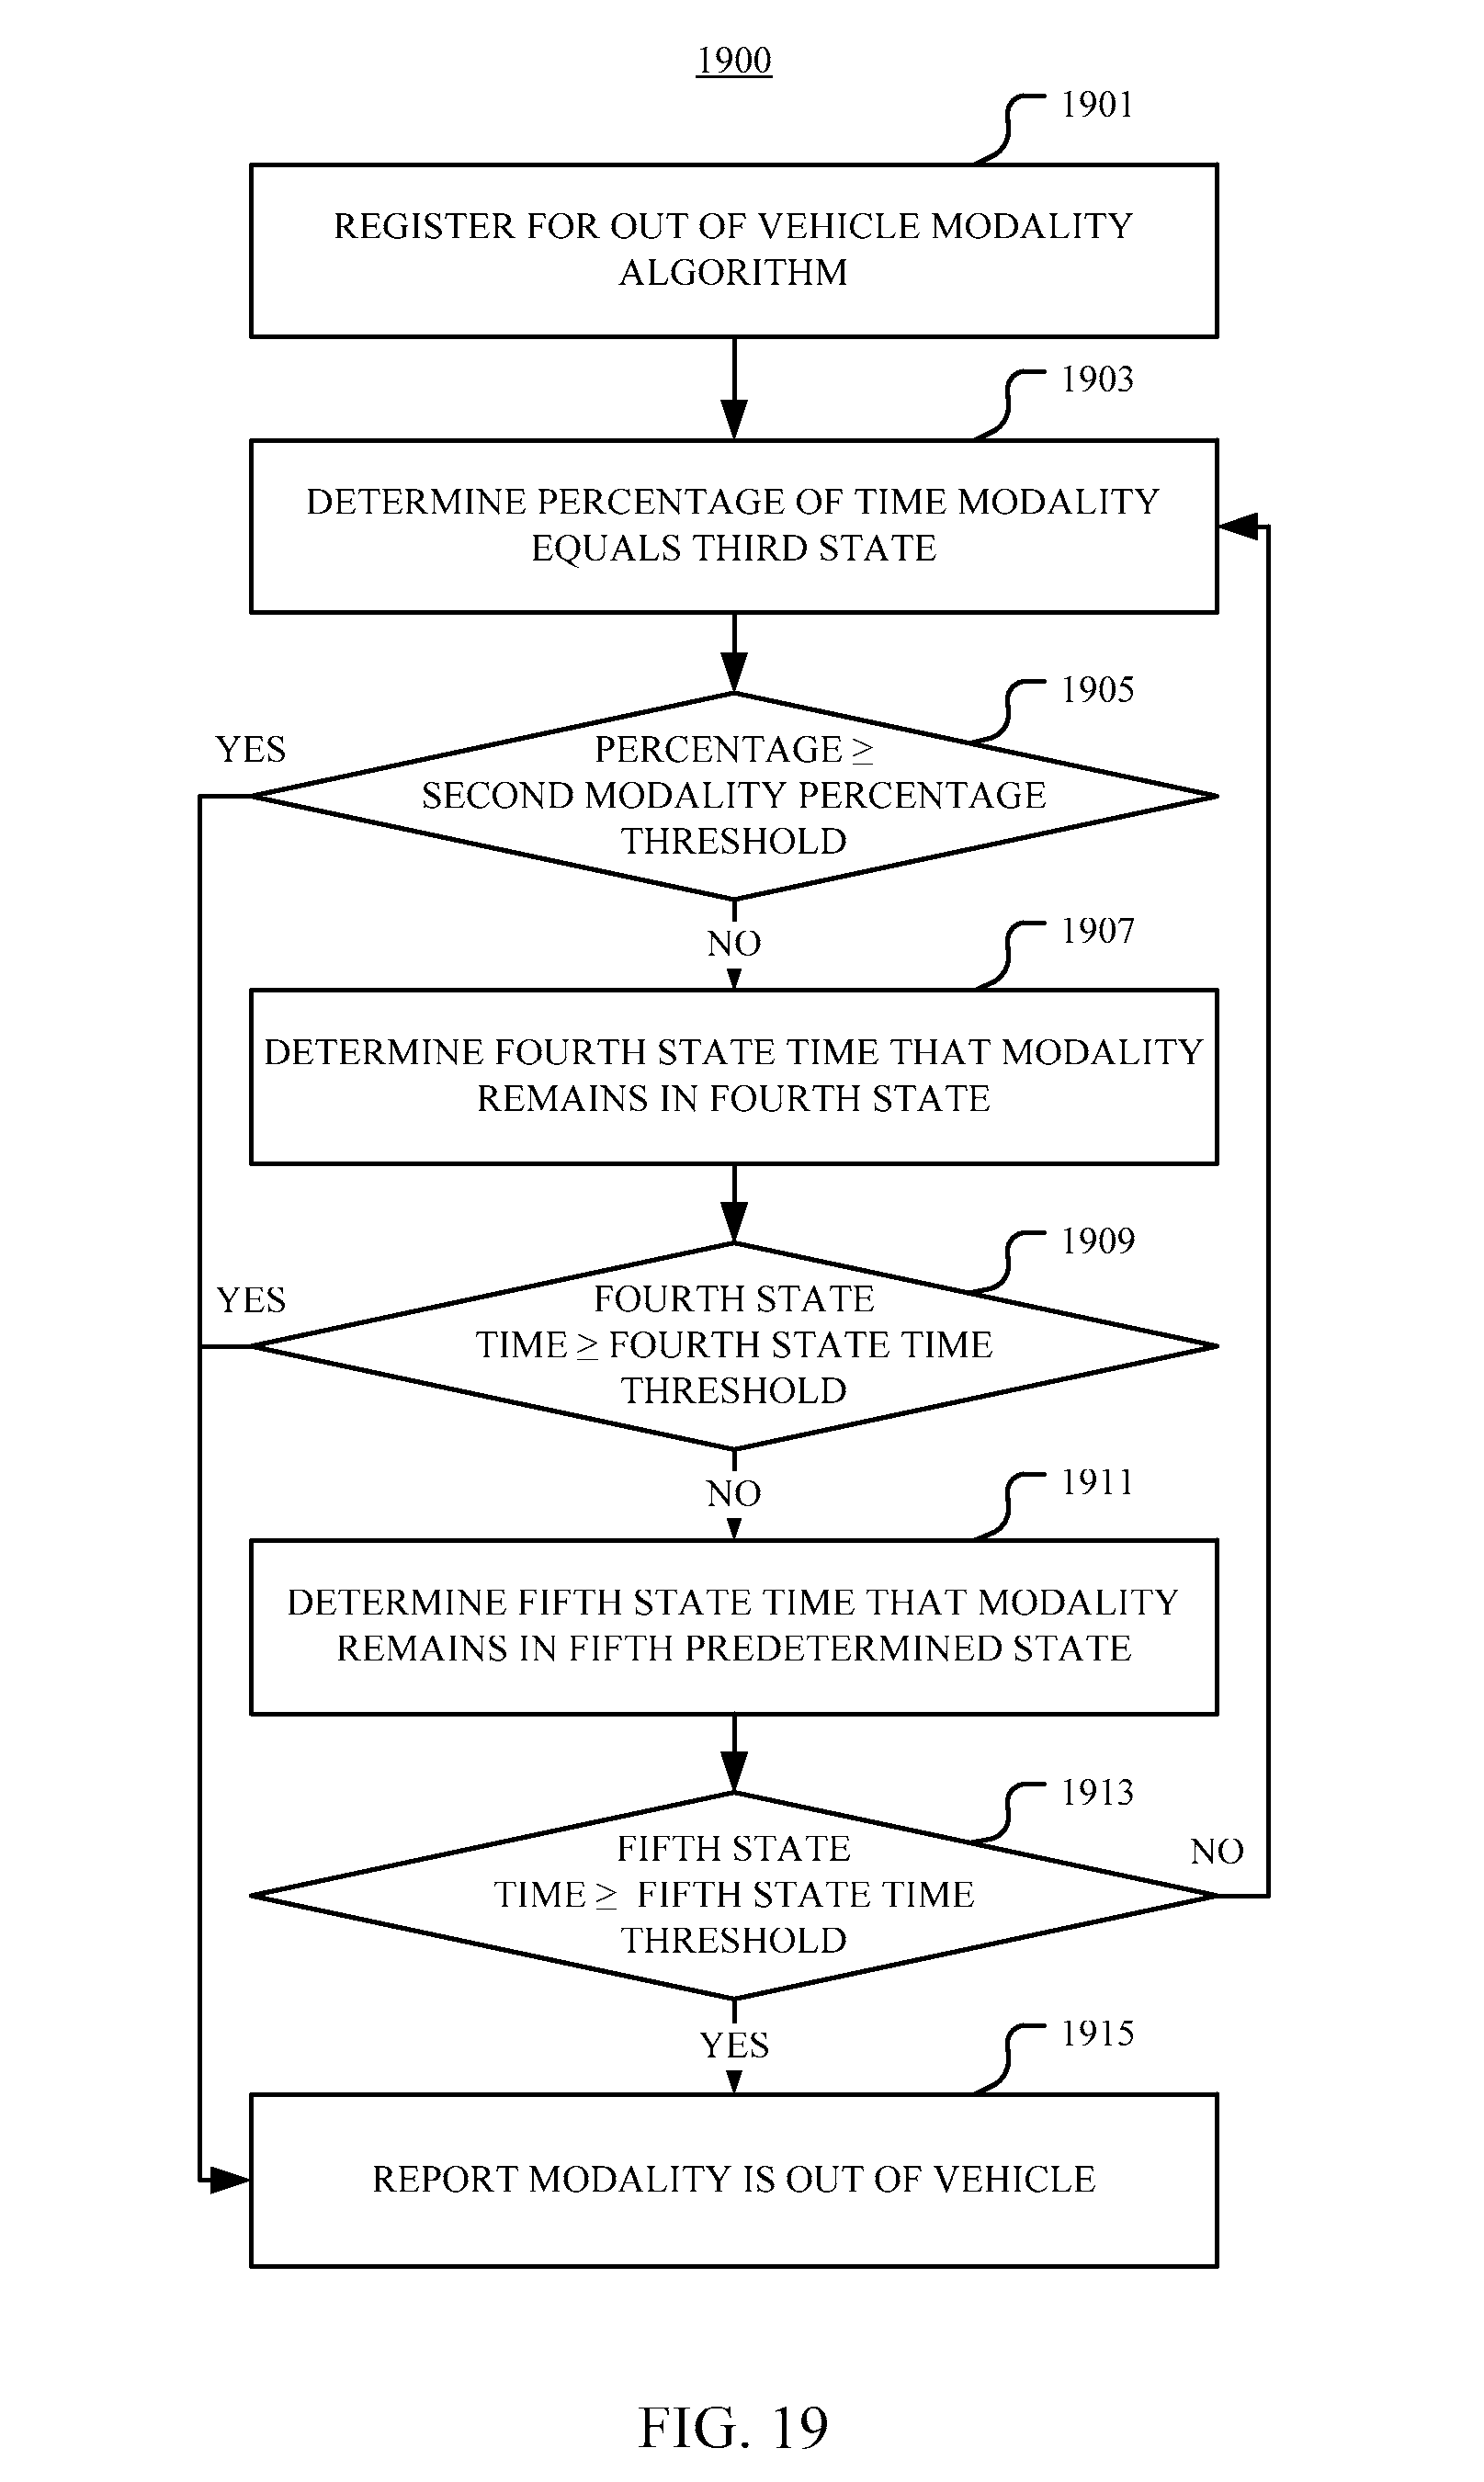 1900
1901
REGISTER FOR OUT OF VEHICLE MODALITY
ALGORITHM
1903
DETERMINE PERCENTAGE OF TIME MODALITY
EQUALS THIRD STATE
1905
YES
PERCENTAGE ≥
SECOND MODALITY PERCENTAGE
THRESHOLD
NO
1907
DETERMINE FOURTH STATE TIME THAT MODALITY
REMAINS IN FOURTH STATE
1909
YES
FOURTH STATE
TIME ≥ FOURTH STATE TIME
THRESHOLD
NO
1911
DETERMINE FIFTH STATE TIME THAT MODALITY
REMAINS IN FIFTH PREDETERMINED STATE
1913
NO
FIFTH STATE
TIME ≥ FIFTH STATE TIME
THRESHOLD
YES
1915
REPORT MODALITY IS OUT OF VEHICLE
FIG. 19